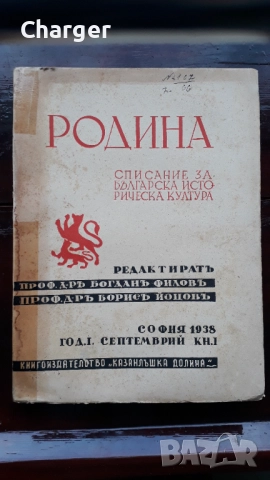 Charger
РОДИНА
СПИСАНИЕ ЗА
БЪЛГАРСКА ИСТО
РИЧЕСКА КУЛТУРА
РЕДАКТИРАТЪ
ПРОФ. Д-РЪ БОГДАНЪ ФИЛОВЪ
ПРОФ. Д-РЪ БОРИСЪ ЙОЦОВЪ
СОФИЯ 1938
ГОД. I. СЕПТЕМВРИЙ КН. I
КНИГОИЗДАТЕЛСТВО „КАЗАНЛЪШКА ДОЛИНА“
bazar